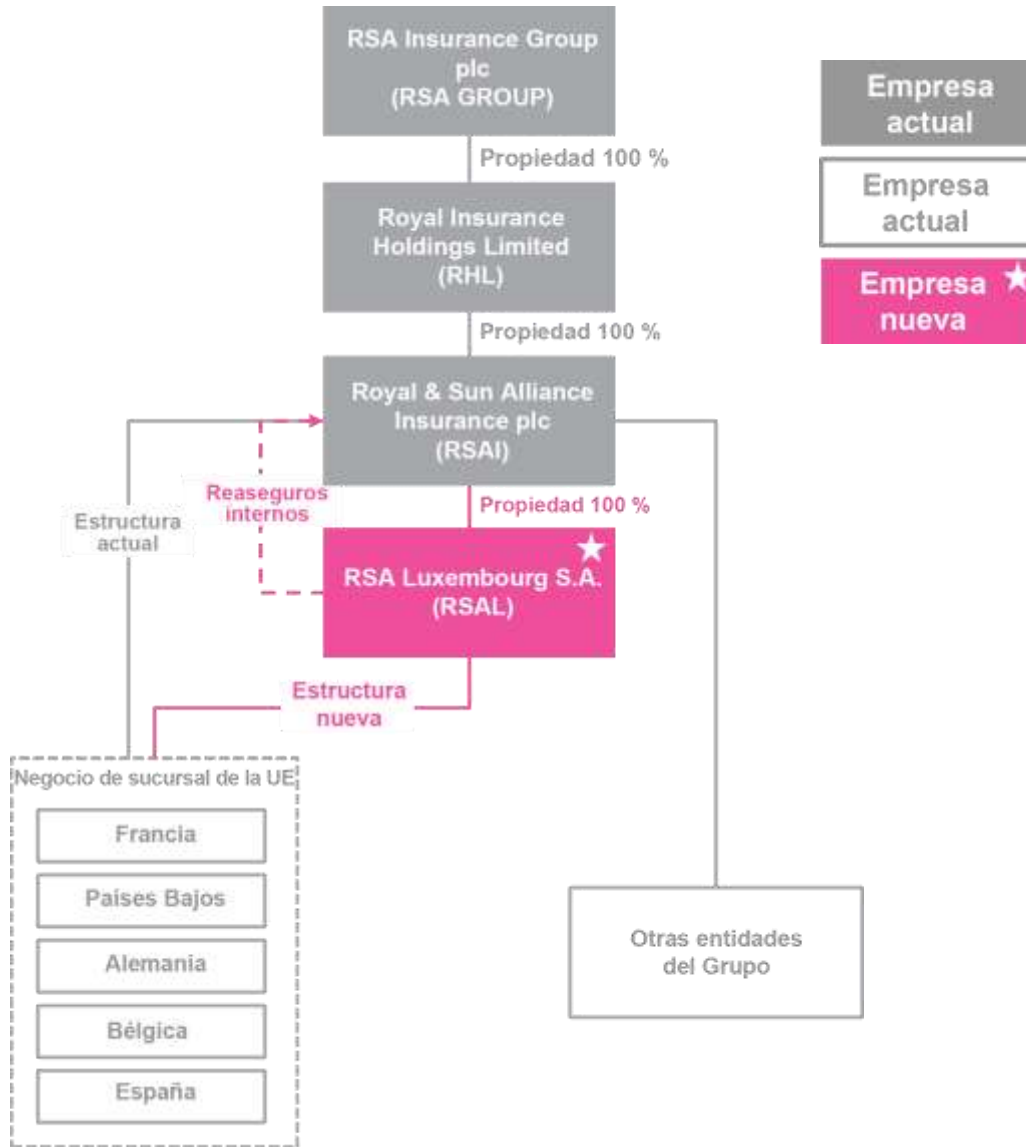 RSA Insurance Group
plc
(RSA GROUP)
Propiedad 100 %
Royal Insurance
Holdings Limited
(RHL)
Propiedad 100 %
Royal & Sun Alliance
Insurance plc
(RSAI)
Propiedad 100 %
Reaseguros
internos
Estructura
actual
RSA Luxembourg S.A.
(RSAL)
Estructura
nueva
Negocio de sucursal de la UE
Francia
Países Bajos
Alemania
Bélgica
España
Otras entidades
del Grupo
Empresa
actual
Empresa
actual
Empresa
nueva